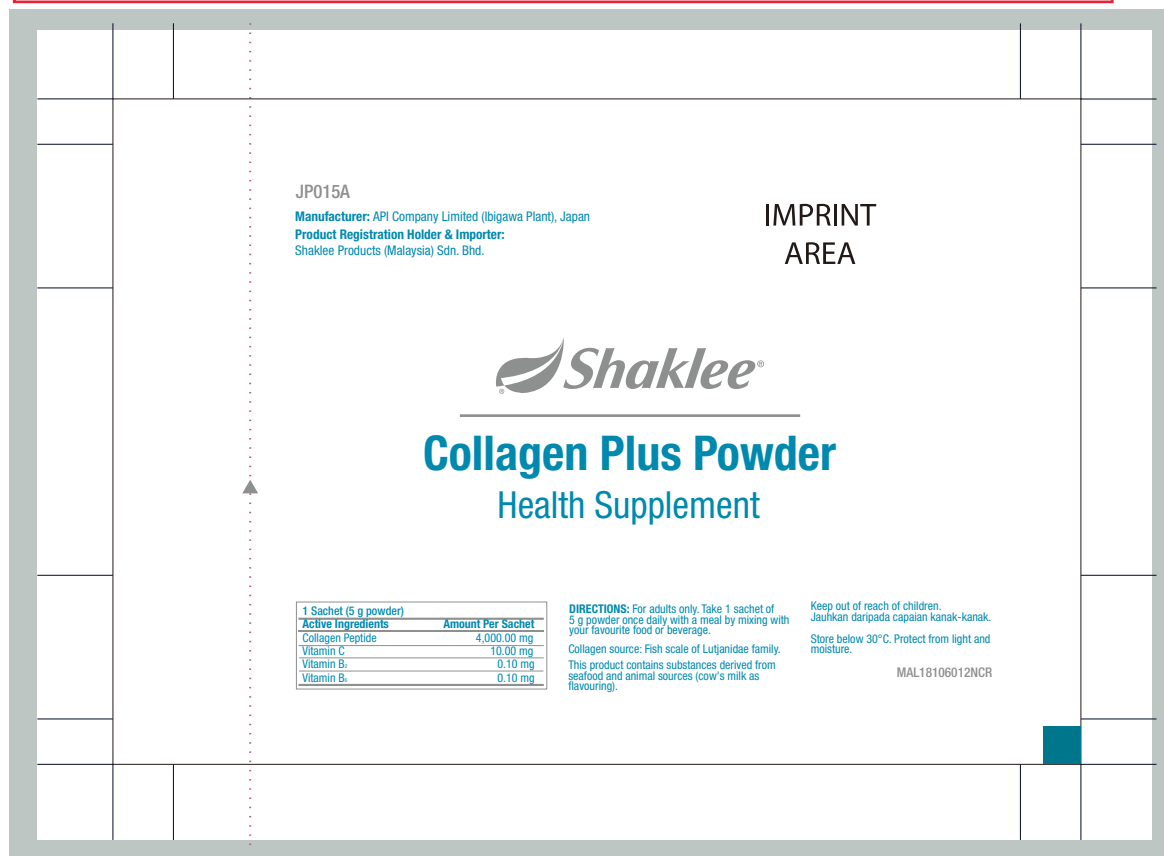 JP015A
Manufacturer: API Company Limited (Ibigawa Plant), Japan
Product Registration Holder & Importer:
Shaklee Products (Malaysia) Sdn. Bhd.
IMPRINT
AREA
Shaklee®
Collagen Plus Powder
Health Supplement
1 Sachet (5 g powder)
Active Ingredients Amount Per Sachet
Collagen Peptide 4,000.00 mg
Vitamin C 10.00 mg
Vitamin B₂ 0.10 mg
Vitamin B₆ 0.10 mg
DIRECTIONS: For adults only. Take 1 sachet of
5 g powder once daily with a meal by mixing with
your favourite food or beverage.
Collagen source: Fish scale of Lutjanidae family.
This product contains substances derived from
seafood and animal sources (cow's milk as
flavouring).
Keep out of reach of children.
Jauhkan daripada capaian kanak-kanak.
Store below 30°C. Protect from light and
moisture.
MAL18106012NCR